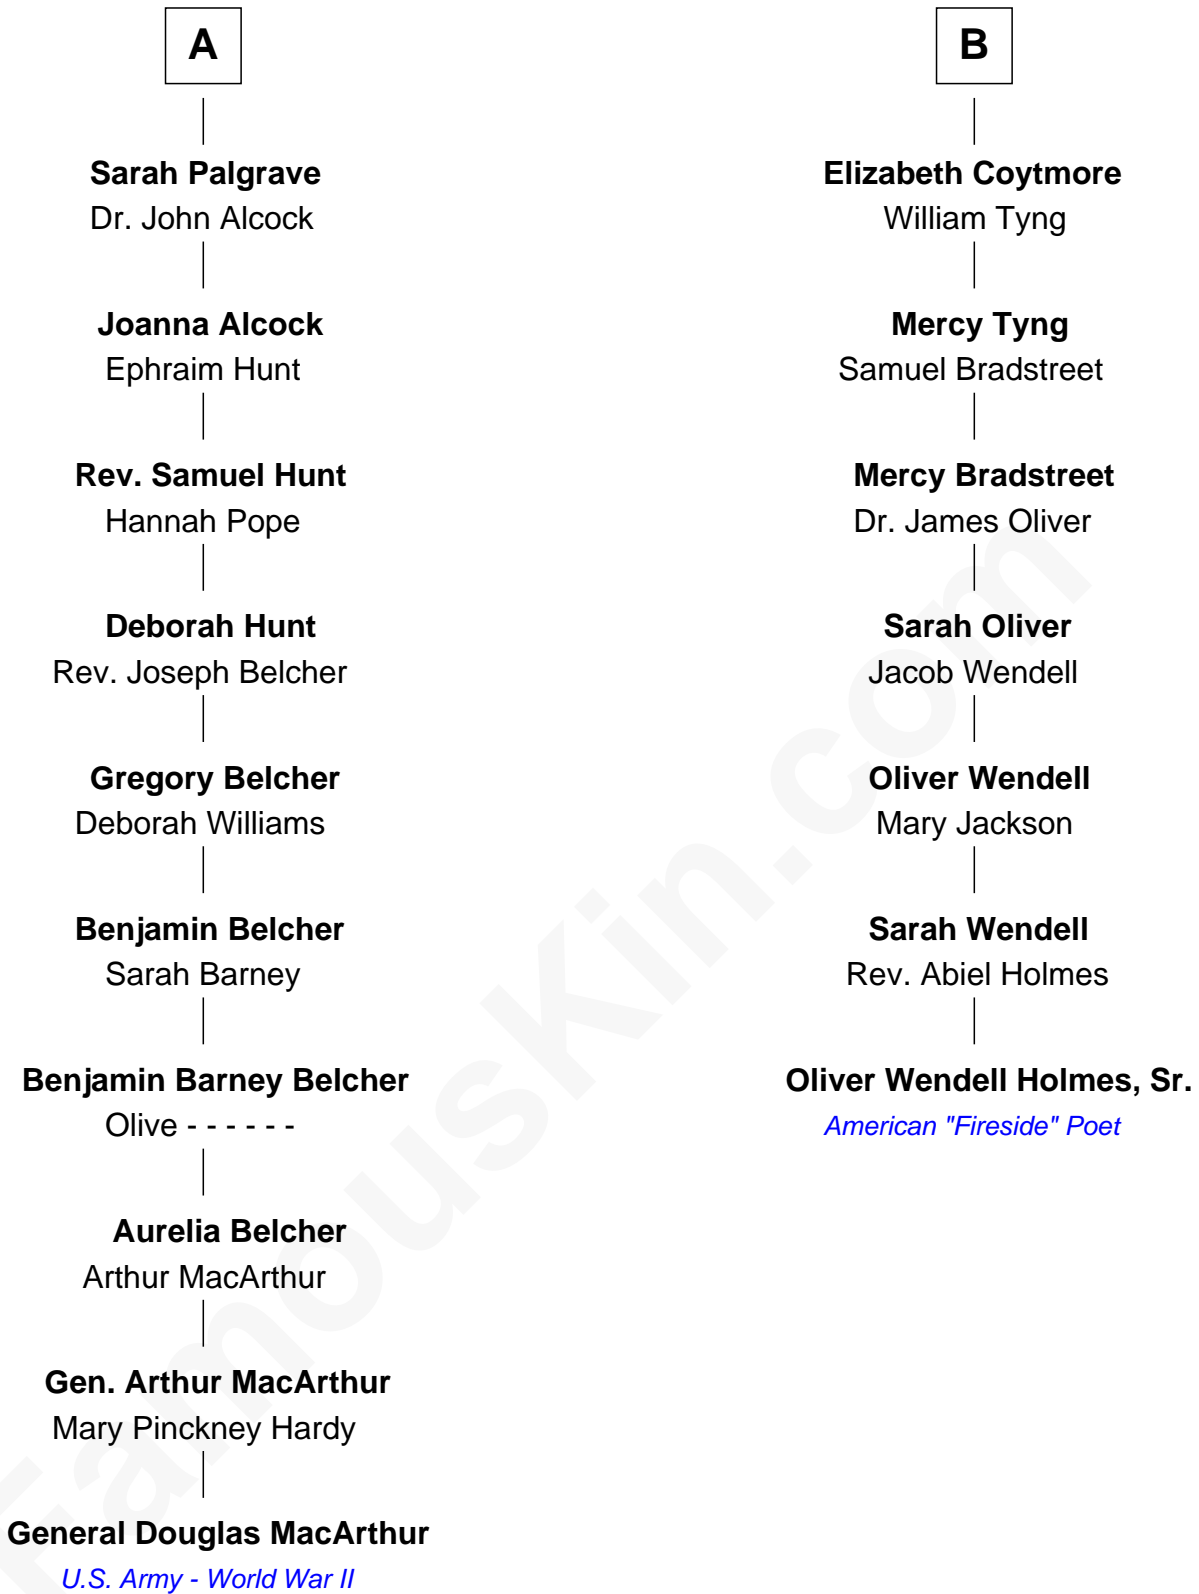 A
Sarah Palgrave
Dr. John Alcock
Joanna Alcock
Ephraim Hunt
Rev. Samuel Hunt
Hannah Pope
Deborah Hunt
Rev. Joseph Belcher
Gregory Belcher
Deborah Williams
Benjamin Belcher
Sarah Barney
Benjamin Barney Belcher
Olive - - - - - -
Aurelia Belcher
Arthur MacArthur
Gen. Arthur MacArthur
Mary Pinckney Hardy
General Douglas MacArthur
U.S. Army - World War II
B
Elizabeth Coytmore
William Tyng
Mercy Tyng
Samuel Bradstreet
Mercy Bradstreet
Dr. James Oliver
Sarah Oliver
Jacob Wendell
Oliver Wendell
Mary Jackson
Sarah Wendell
Rev. Abiel Holmes
Oliver Wendell Holmes, Sr.
American "Fireside" Poet
FamousKin.com